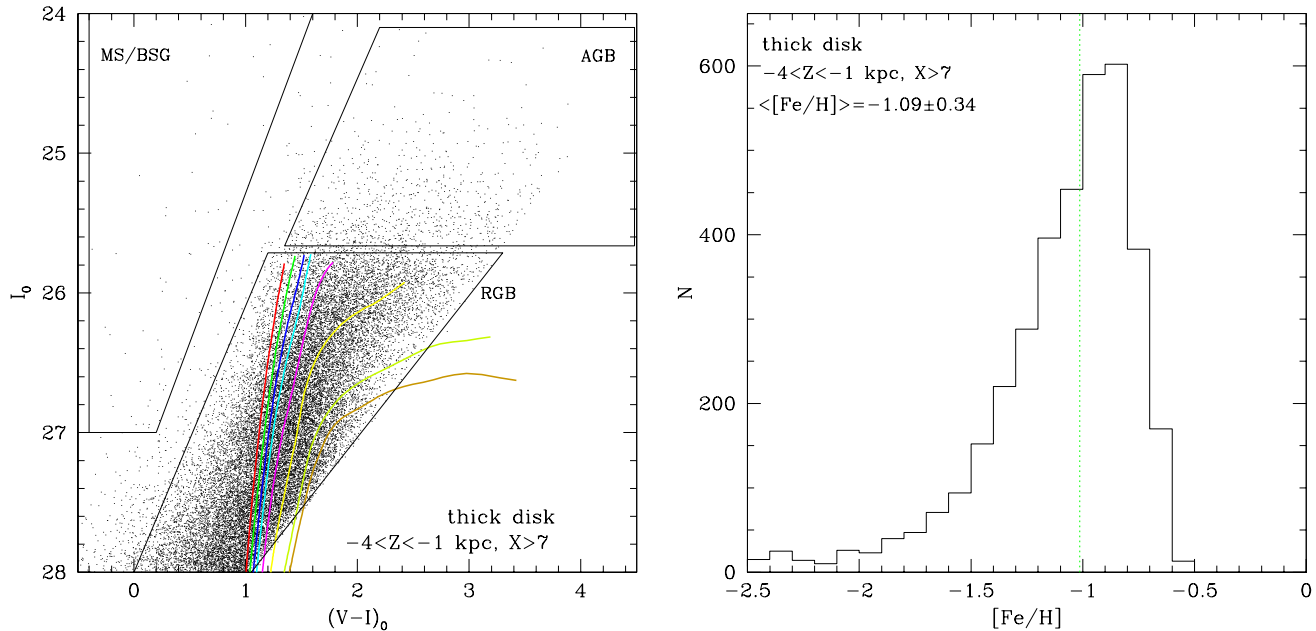 24
25
26
27
28
I₀
MS/BSG
AGB
RGB
thick disk
−4<Z<−1 kpc, X>7
0 1 2 3 4
(V−I)₀
600
400
200
0
N
thick disk
−4<Z<−1 kpc, X>7
<[Fe/H]>=−1.09±0.34
−2.5 −2 −1.5 −1 −0.5 0
[Fe/H]